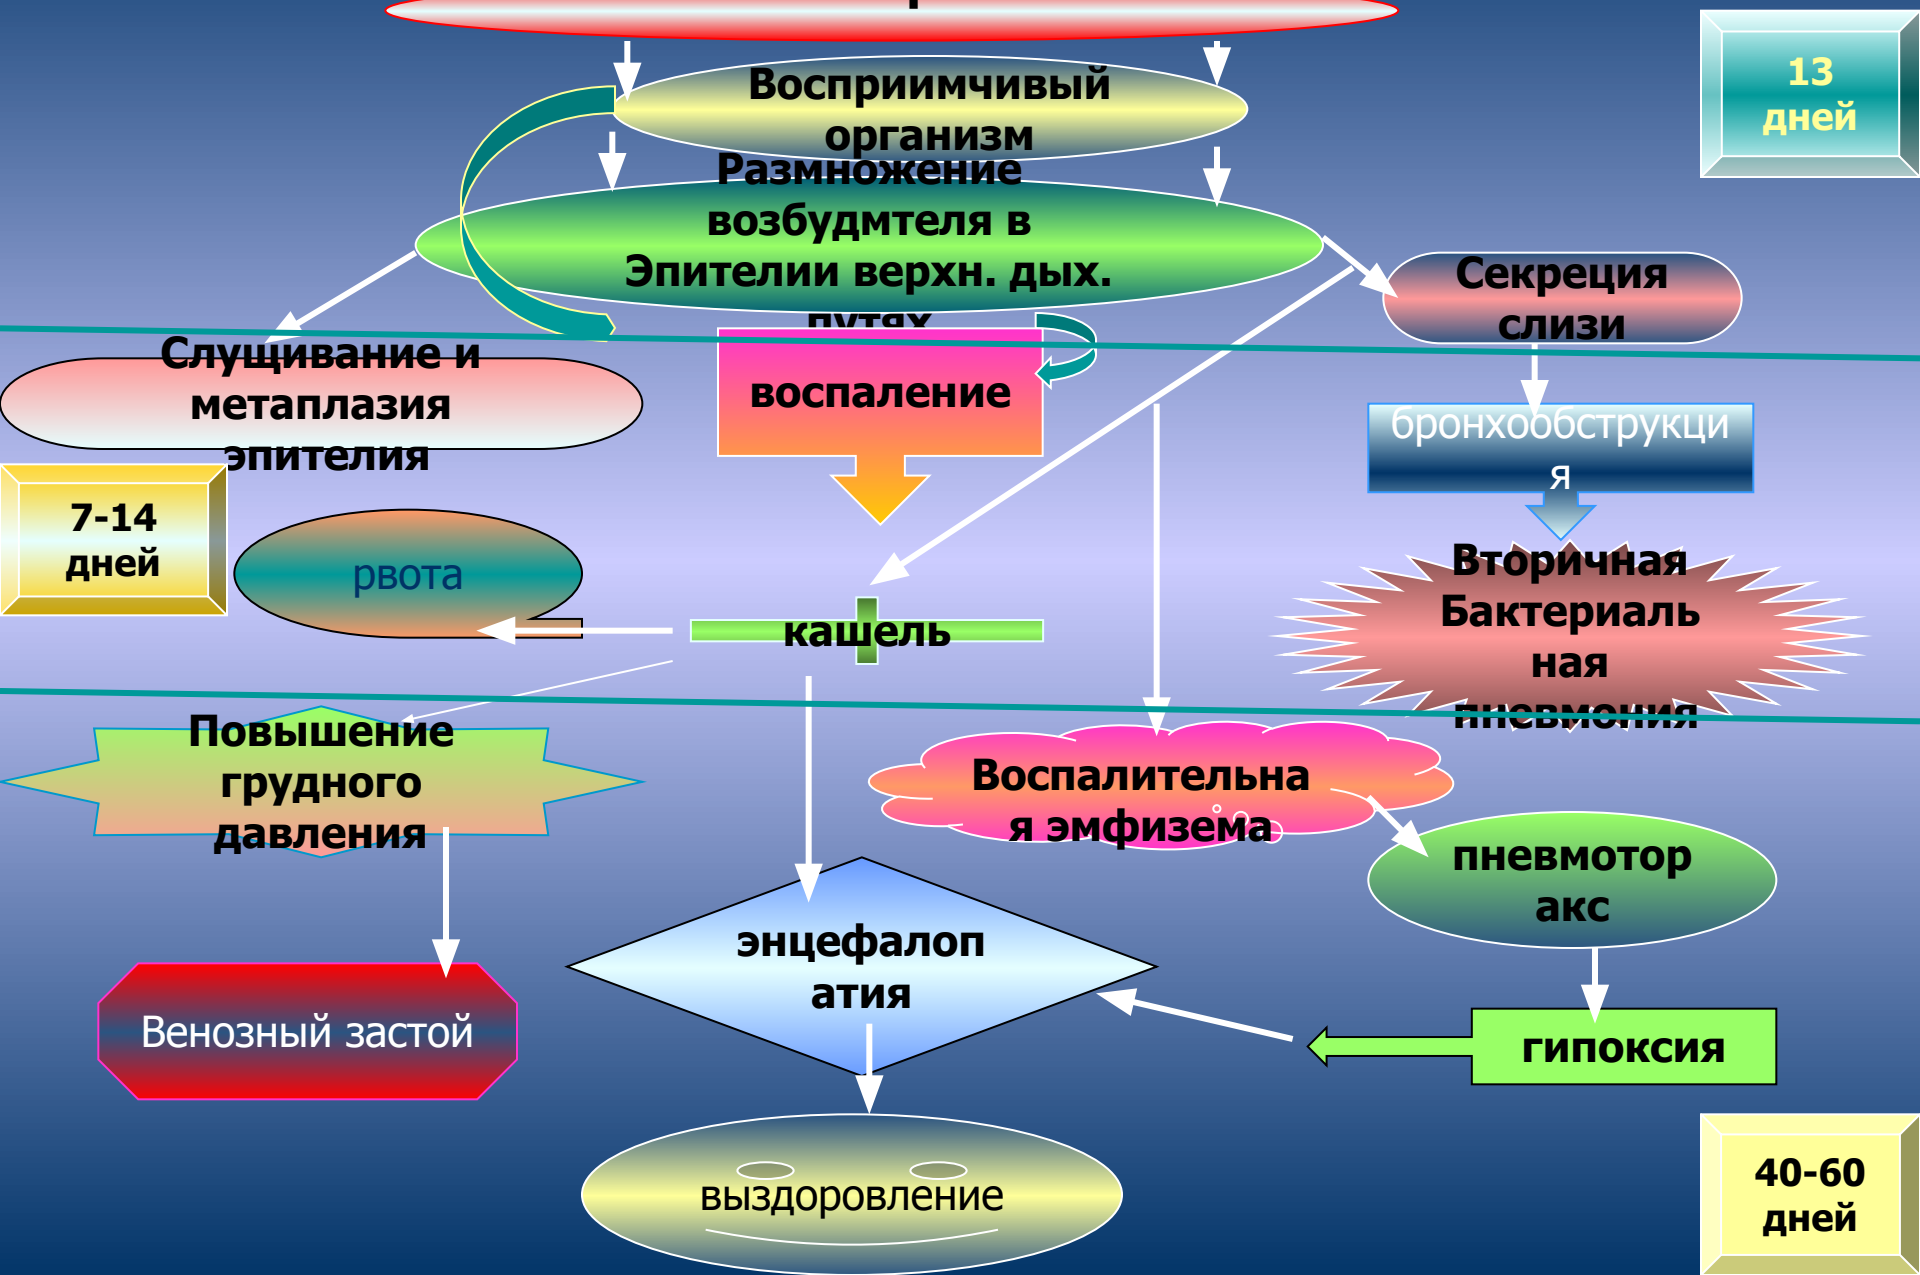 Восприимчивый
организм
13
дней
Размножение
возбудмтеля в
Эпителии верхн. дых.
путях
Секреция
слизи
Слущивание и
метаплазия
эпителия
воспаление
бронхообструкци
я
7-14
дней
рвота
кашель
Вторичная
Бактериаль
ная
пневмония
Повышение
грудного
давления
Воспалительна
я эмфизема
пневмотор
акс
энцефалоп
атия
Венозный застой
гипоксия
выздоровление
40-60
дней